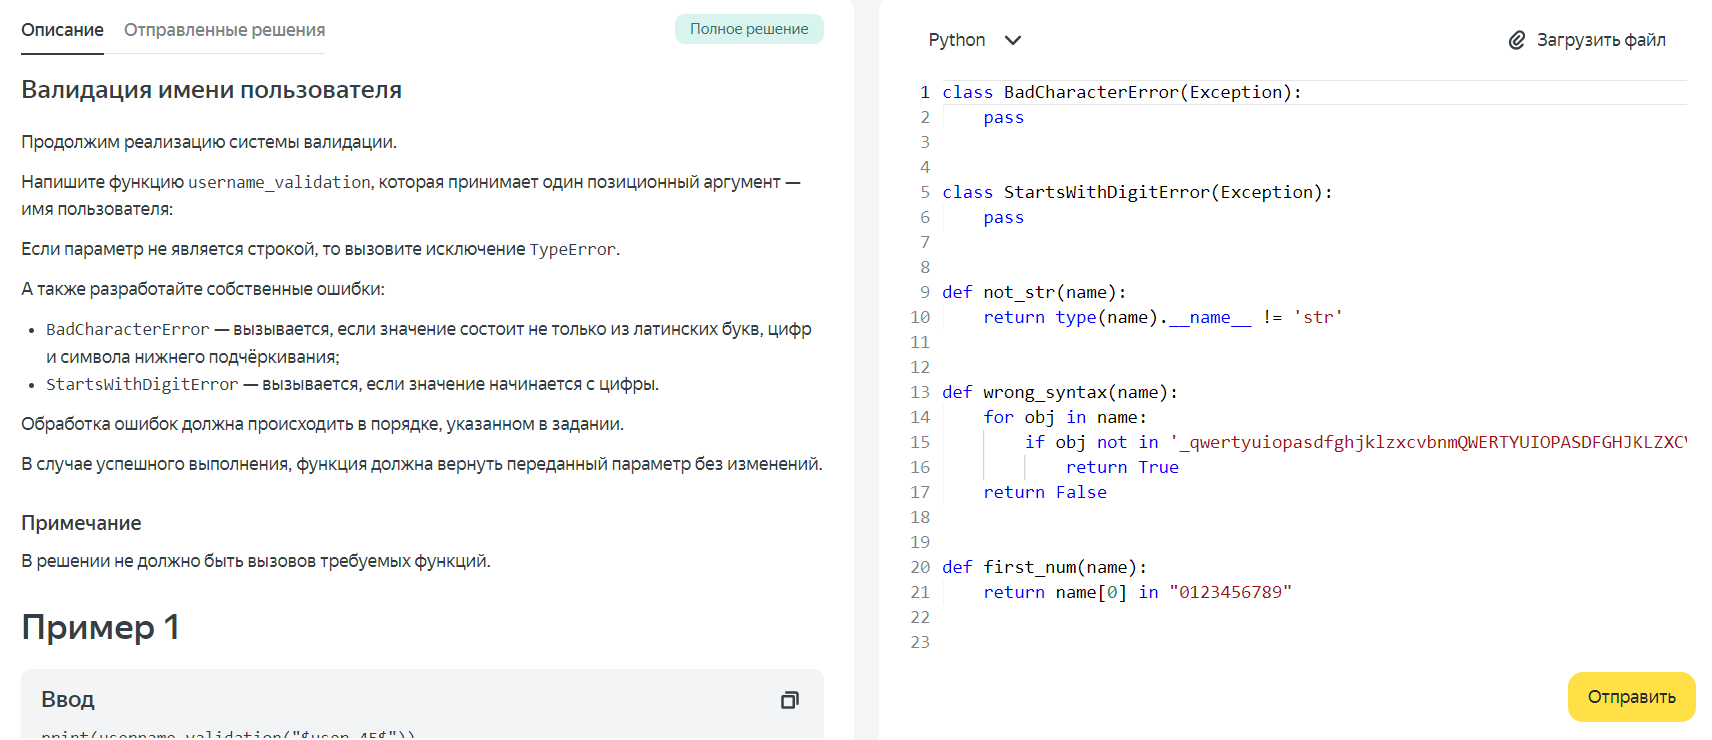 Описание Отправленные решения Полное решение
Валидация имени пользователя
Продолжим реализацию системы валидации.
Напишите функцию username_validation, которая принимает один позиционный аргумент —
имя пользователя:
Если параметр не является строкой, то вызовите исключение TypeError.
А также разработайте собственные ошибки:
• BadCharacterError — вызывается, если значение состоит не только из латинских букв, цифр
и символа нижнего подчёркивания;
• StartsWithDigitError — вызывается, если значение начинается с цифры.
Обработка ошибок должна происходить в порядке, указанном в задании.
В случае успешного выполнения, функция должна вернуть переданный параметр без изменений.
Примечание
В решении не должно быть вызовов требуемых функций.
Пример 1
Ввод
print(username_validation("$user_45$"))
Python Загрузить файл
1 class BadCharacterError(Exception):
2     pass
3
4
5 class StartsWithDigitError(Exception):
6     pass
7
8
9 def not_str(name):
10     return type(name).__name__ != 'str'
11
12
13 def wrong_syntax(name):
14     for obj in name:
15         if obj not in '_qwertyuiopasdfghjklzxcvbnmQWERTYUIOPASDFGHJKLZXCV
16             return True
17     return False
18
19
20 def first_num(name):
21     return name[0] in "0123456789"
22
23
Отправить